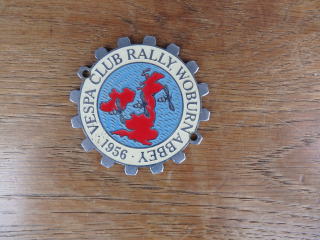 VESPA CLUB RALLY. WOBURN ABBEY
· 1956 ·